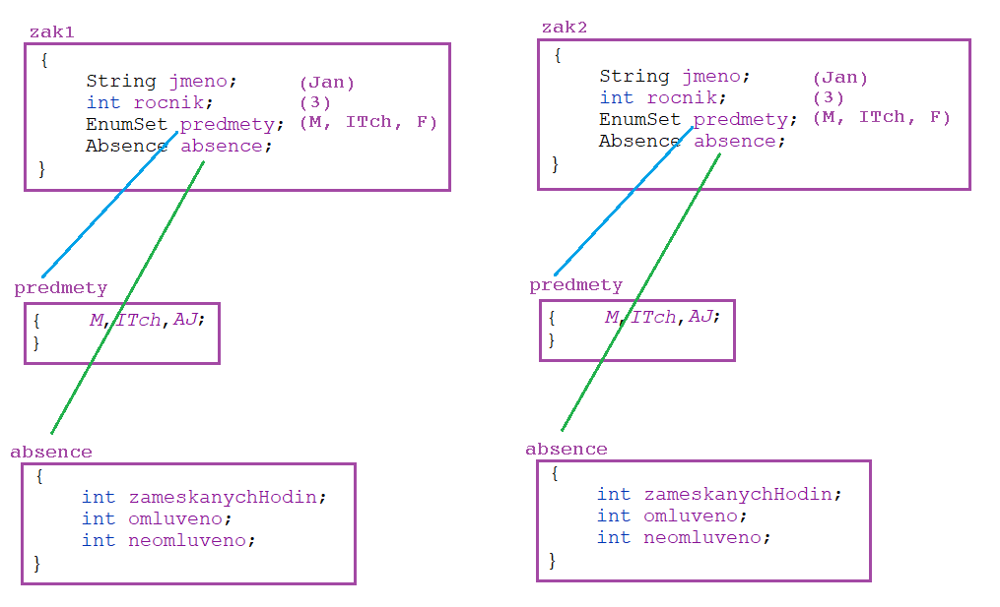 zak1
{
String jmeno; (Jan)
int rocnik; (3)
EnumSet predmety; (M, ITch, F)
Absence absence;
}
predmety
{ M,ITch,AJ;
}
absence
{
int zameskanychHodin;
int omluveno;
int neomluveno;
}
zak2
{
String jmeno; (Jan)
int rocnik; (3)
EnumSet predmety; (M, ITch, F)
Absence absence;
}
predmety
{ M,ITch,AJ;
}
absence
{
int zameskanychHodin;
int omluveno;
int neomluveno;
}